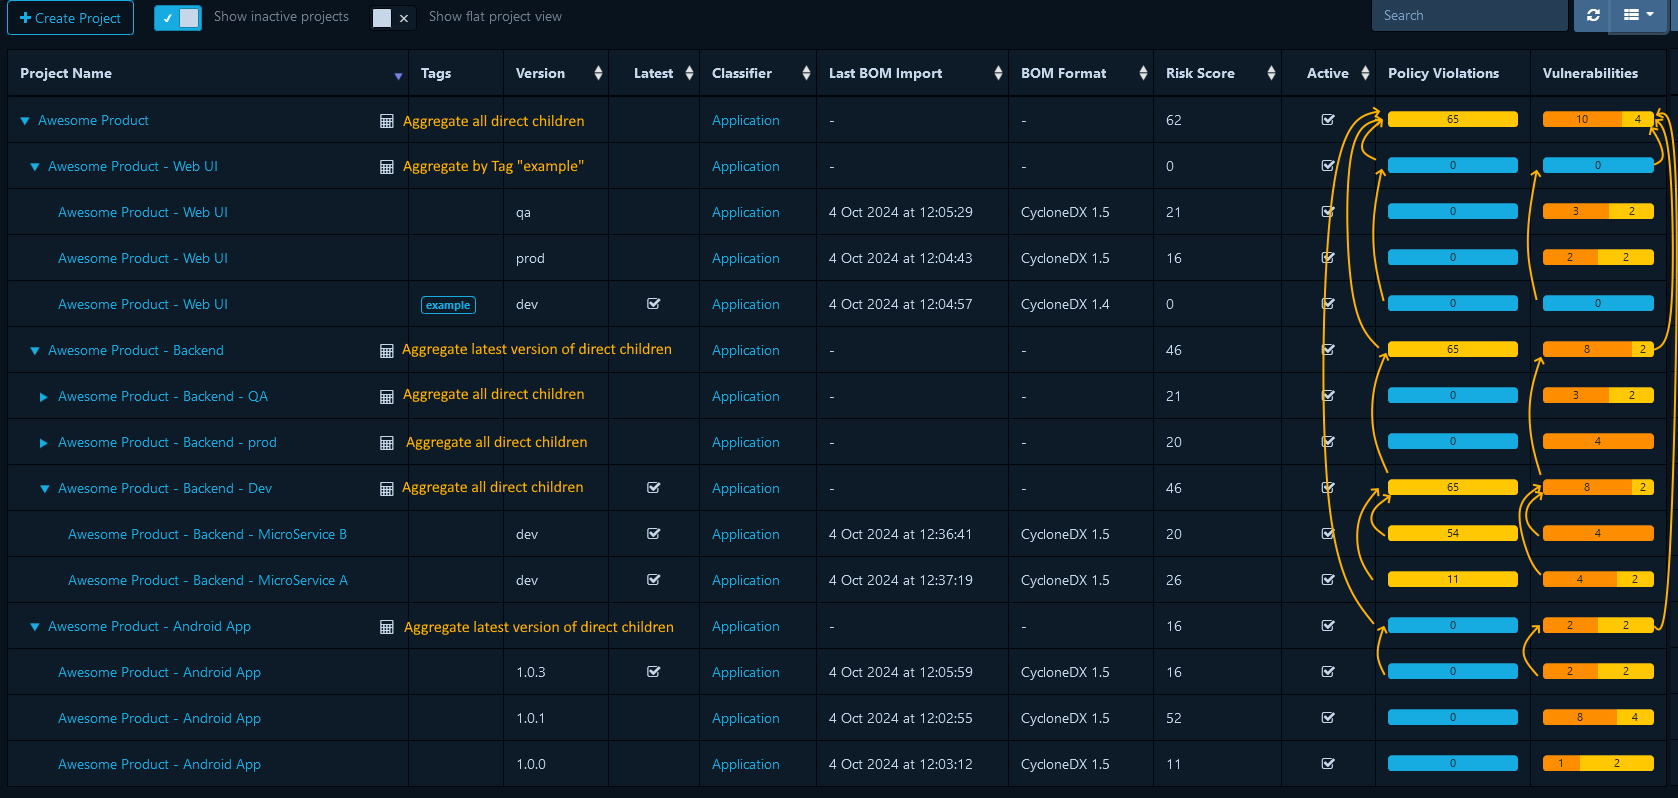 Create Project Show inactive projects Show flat project view Search
Project Name Tags Version Latest Classifier Last BOM Import BOM Format Risk Score Active Policy Violations Vulnerabilities
Awesome Product Aggregate all direct children Application - - 62 65 10 4
Awesome Product - Web UI Aggregate by Tag "example" Application - - 0 0 0
Awesome Product - Web UI qa Application 4 Oct 2024 at 12:05:29 CycloneDX 1.5 21 0 3 2
Awesome Product - Web UI prod Application 4 Oct 2024 at 12:04:43 CycloneDX 1.5 16 0 2 2
Awesome Product - Web UI example dev Application 4 Oct 2024 at 12:04:57 CycloneDX 1.4 0 0 0
Awesome Product - Backend Aggregate latest version of direct children Application - - 46 65 8 2
Awesome Product - Backend - QA Aggregate all direct children Application - - 21 0 3 2
Awesome Product - Backend - prod Aggregate all direct children Application - - 20 0 4
Awesome Product - Backend - Dev Aggregate all direct children Application - - 46 65 8 2
Awesome Product - Backend - MicroService B dev Application 4 Oct 2024 at 12:36:41 CycloneDX 1.5 20 54 4
Awesome Product - Backend - MicroService A dev Application 4 Oct 2024 at 12:37:19 CycloneDX 1.5 26 11 4 2
Awesome Product - Android App Aggregate latest version of direct children Application - - 16 0 2 2
Awesome Product - Android App 1.0.3 Application 4 Oct 2024 at 12:05:59 CycloneDX 1.5 16 0 2 2
Awesome Product - Android App 1.0.1 Application 4 Oct 2024 at 12:02:55 CycloneDX 1.5 52 0 8 4
Awesome Product - Android App 1.0.0 Application 4 Oct 2024 at 12:03:12 CycloneDX 1.5 11 0 1 2